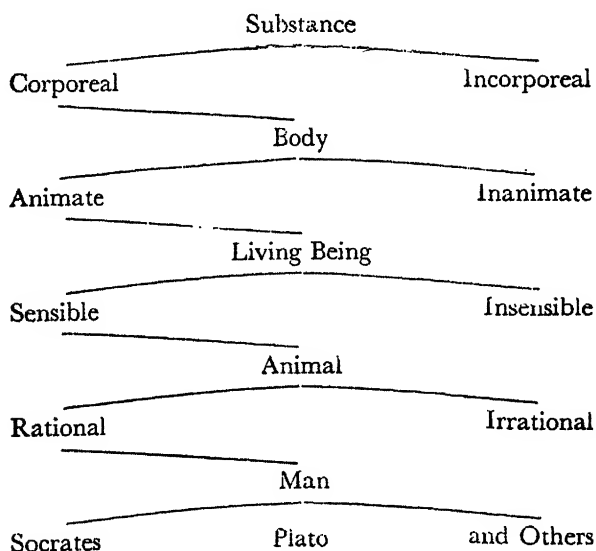 Substance
Corporeal Incorporeal
Body
Animate Inanimate
Living Being
Sensible Insensible
Animal
Rational Irrational
Man
Socrates Plato and Others